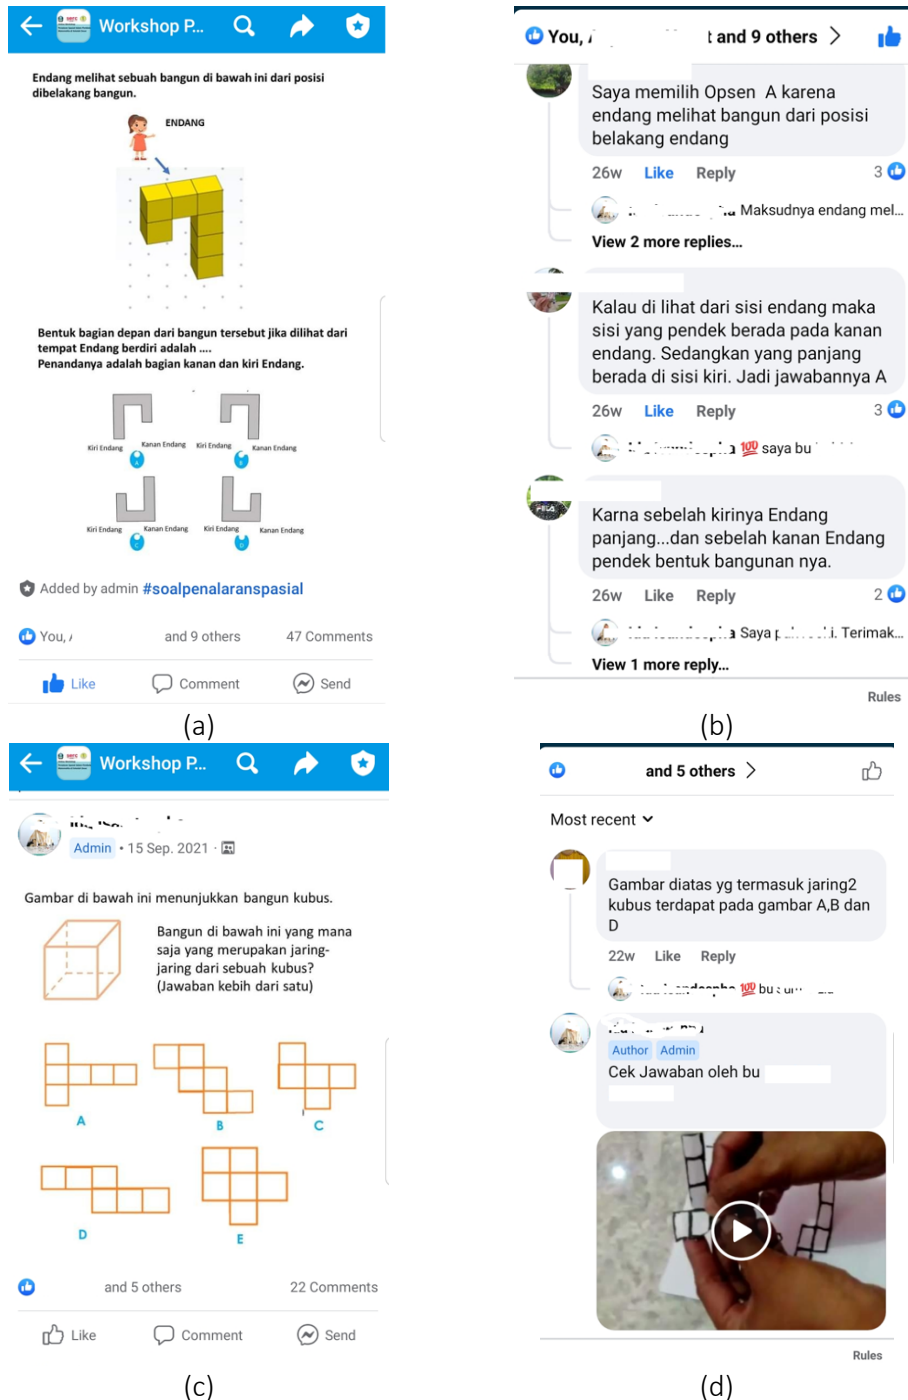 Workshop P...
Endang melihat sebuah bangun di bawah ini dari posisi
dibelakang bangun.
ENDANG
Bentuk bagian depan dari bangun tersebut jika dilihat dari
tempat Endang berdiri adalah ....
Penandanya adalah bagian kanan dan kiri Endang.
Kiri Endang Kanan Endang Kiri Endang Kanan Endang
A B
Kiri Endang Kanan Endang Kiri Endang Kanan Endang
C D
Added by admin #soalpenalaranspasial
You, and 9 others 47 Comments
Like Comment Send
(a)
You, and 9 others
Saya memilih Opsen A karena
endang melihat bangun dari posisi
belakang endang
26w Like Reply 3
Maksudnya endang mel...
View 2 more replies...
Kalau di lihat dari sisi endang maka
sisi yang pendek berada pada kanan
endang. Sedangkan yang panjang
berada di sisi kiri. Jadi jawabannya A
26w Like Reply 3
💯 saya bu
FILA
Karna sebelah kirinya Endang
panjang...dan sebelah kanan Endang
pendek bentuk bangunan nya.
26w Like Reply 2
Saya Terimak...
View 1 more reply...
Rules
(b)
Workshop P...
Admin • 15 Sep. 2021 ·
Gambar di bawah ini menunjukkan bangun kubus.
Bangun di bawah ini yang mana
saja yang merupakan jaring-
jaring dari sebuah kubus?
(Jawaban kebih dari satu)
A B C
D E
and 5 others 22 Comments
Like Comment Send
(c)
and 5 others
Most recent
Gambar diatas yg termasuk jaring2
kubus terdapat pada gambar A,B dan
D
22w Like Reply
💯 bu
Author Admin
Cek Jawaban oleh bu
Rules
(d)